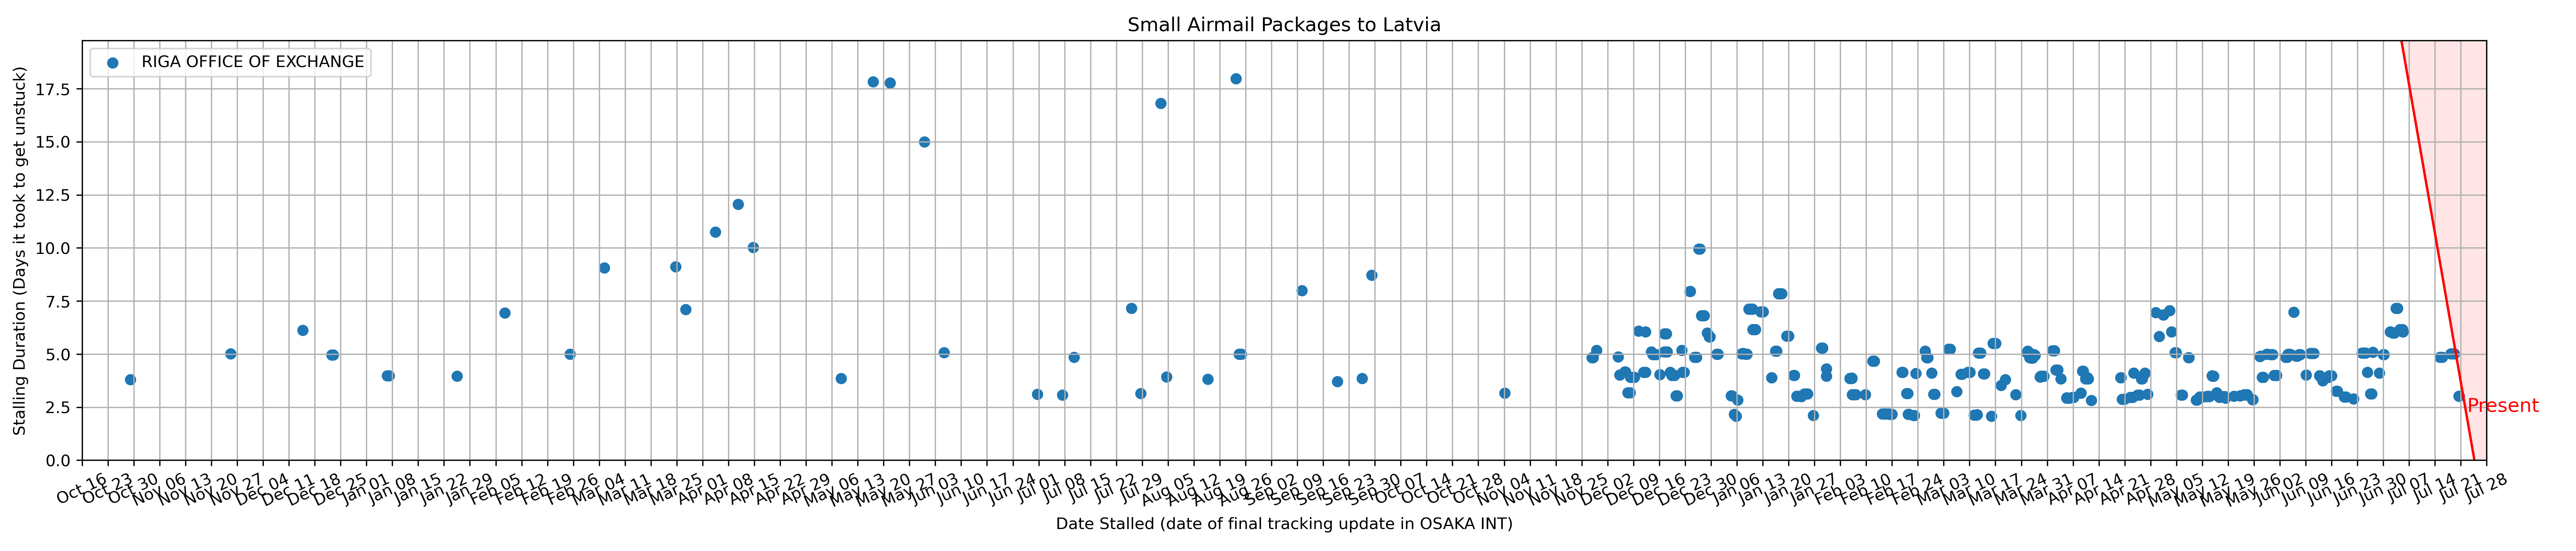 Small Airmail Packages to Latvia
RIGA OFFICE OF EXCHANGE
Stalling Duration (Days it took to get unstuck)
17.5
15.0
12.5
10.0
7.5
5.0
2.5
0.0
Present
Oct 16
Oct 23
Oct 30
Nov 06
Nov 13
Nov 20
Nov 27
Dec 04
Dec 11
Dec 18
Dec 25
Jan 01
Jan 08
Jan 15
Jan 22
Jan 29
Feb 05
Feb 12
Feb 19
Feb 26
Mar 04
Mar 11
Mar 18
Mar 25
Apr 01
Apr 08
Apr 15
Apr 22
Apr 29
May 06
May 13
May 20
May 27
Jun 03
Jun 10
Jun 17
Jun 24
Jul 01
Jul 08
Jul 15
Jul 22
Jul 29
Aug 05
Aug 12
Aug 19
Aug 26
Sep 02
Sep 09
Sep 16
Sep 23
Sep 30
Oct 07
Oct 14
Oct 21
Oct 28
Nov 04
Nov 11
Nov 18
Nov 25
Dec 02
Dec 09
Dec 16
Dec 23
Dec 30
Jan 06
Jan 13
Jan 20
Jan 27
Feb 03
Feb 10
Feb 17
Feb 24
Mar 03
Mar 10
Mar 17
Mar 24
Mar 31
Apr 07
Apr 14
Apr 21
Apr 28
May 05
May 12
May 19
May 26
Jun 02
Jun 09
Jun 16
Jun 23
Jun 30
Jul 07
Jul 14
Jul 21
Jul 28
Date Stalled (date of final tracking update in OSAKA INT)